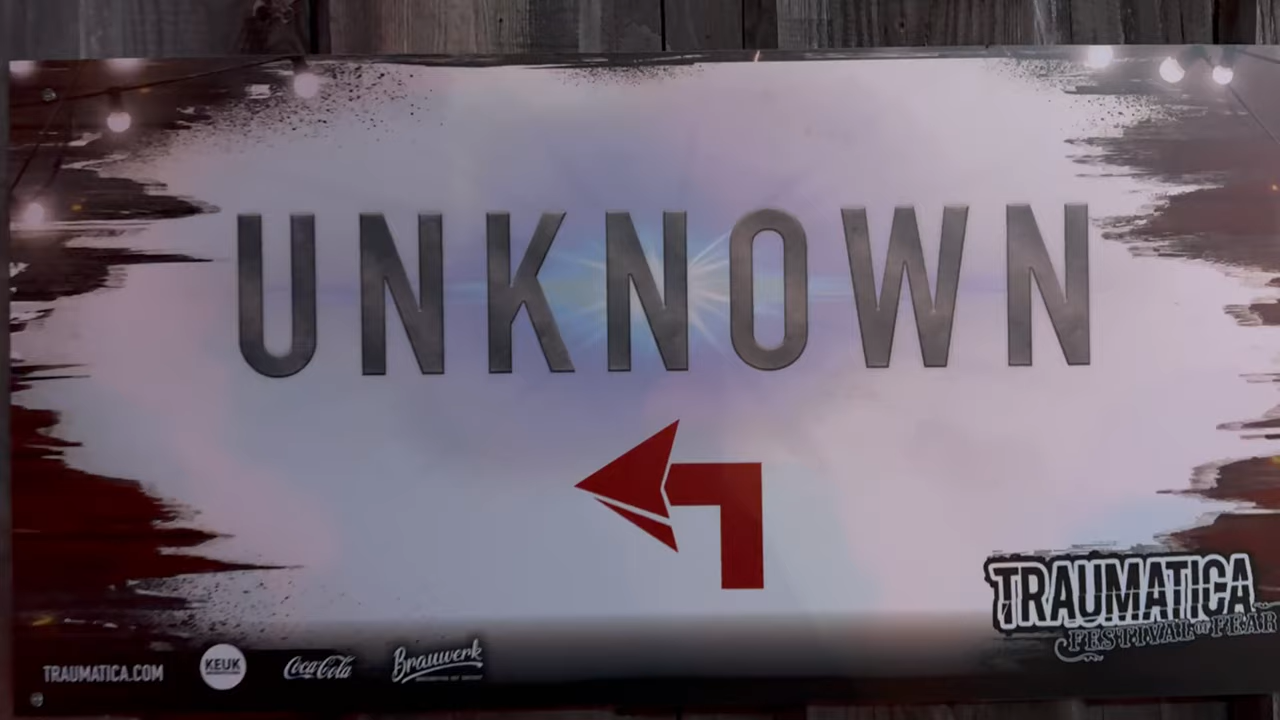 UNKNOWN
TRAUMATICA
FESTIVAL OF FEAR
TRAUMATICA.COM
KEUK
Coca-Cola
Brauwerk